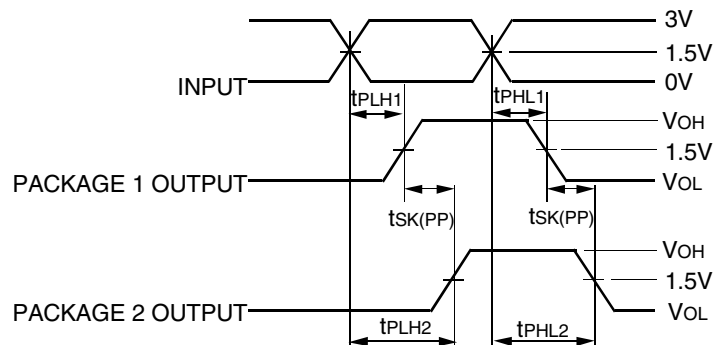 3V
1.5V
INPUT
0V
tPLH1
tPHL1
VOH
1.5V
PACKAGE 1 OUTPUT
VOL
tSK(PP)
tSK(PP)
VOH
1.5V
PACKAGE 2 OUTPUT
VOL
tPLH2
tPHL2